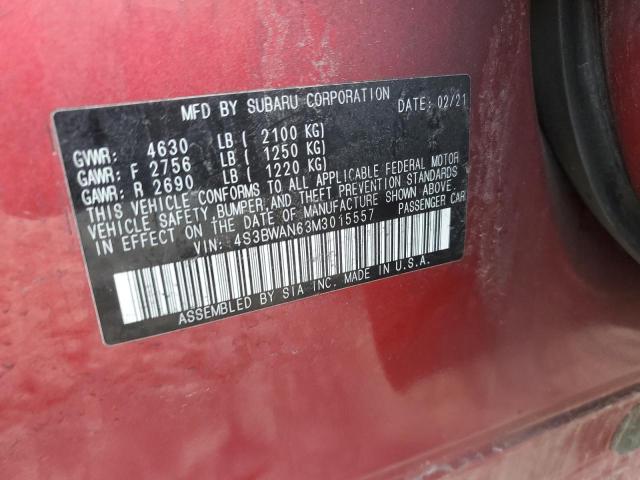 MFD BY SUBARU CORPORATION DATE: 02/21
GVWR: 4630 LB ( 2100 KG)
GAWR: F 2756 LB ( 1250 KG)
GAWR: R 2690 LB ( 1220 KG)
THIS VEHICLE CONFORMS TO ALL APPLICABLE FEDERAL MOTOR
VEHICLE SAFETY, BUMPER, AND THEFT PREVENTION STANDARDS
IN EFFECT ON THE DATE OF MANUFACTURE SHOWN ABOVE.
VIN: 4S3BWAN63M3015557 PASSENGER CAR
ASSEMBLED BY SIA INC. MADE IN U.S.A.